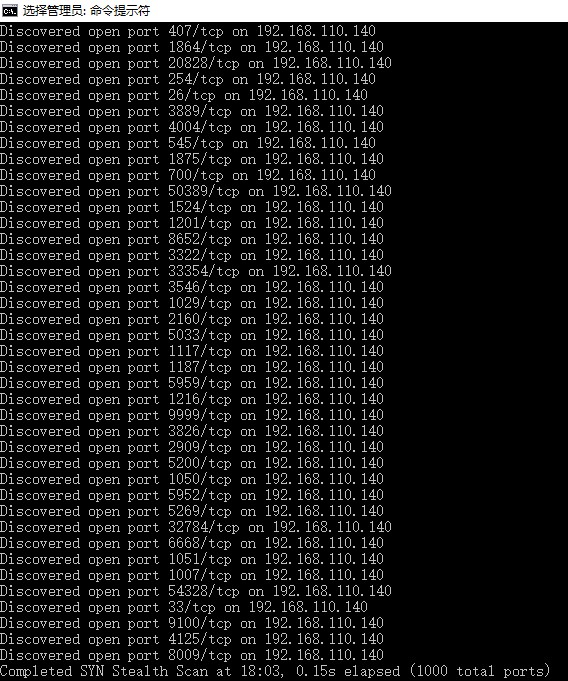 选择管理员: 命令提示符
Discovered open port 407/tcp on 192.168.110.140
Discovered open port 1864/tcp on 192.168.110.140
Discovered open port 20828/tcp on 192.168.110.140
Discovered open port 254/tcp on 192.168.110.140
Discovered open port 26/tcp on 192.168.110.140
Discovered open port 3889/tcp on 192.168.110.140
Discovered open port 4004/tcp on 192.168.110.140
Discovered open port 545/tcp on 192.168.110.140
Discovered open port 1875/tcp on 192.168.110.140
Discovered open port 700/tcp on 192.168.110.140
Discovered open port 50389/tcp on 192.168.110.140
Discovered open port 1524/tcp on 192.168.110.140
Discovered open port 1201/tcp on 192.168.110.140
Discovered open port 8652/tcp on 192.168.110.140
Discovered open port 3322/tcp on 192.168.110.140
Discovered open port 33354/tcp on 192.168.110.140
Discovered open port 3546/tcp on 192.168.110.140
Discovered open port 1029/tcp on 192.168.110.140
Discovered open port 2160/tcp on 192.168.110.140
Discovered open port 5033/tcp on 192.168.110.140
Discovered open port 1117/tcp on 192.168.110.140
Discovered open port 1187/tcp on 192.168.110.140
Discovered open port 5959/tcp on 192.168.110.140
Discovered open port 1216/tcp on 192.168.110.140
Discovered open port 9999/tcp on 192.168.110.140
Discovered open port 3826/tcp on 192.168.110.140
Discovered open port 2909/tcp on 192.168.110.140
Discovered open port 5200/tcp on 192.168.110.140
Discovered open port 1050/tcp on 192.168.110.140
Discovered open port 5952/tcp on 192.168.110.140
Discovered open port 5269/tcp on 192.168.110.140
Discovered open port 32784/tcp on 192.168.110.140
Discovered open port 6668/tcp on 192.168.110.140
Discovered open port 1051/tcp on 192.168.110.140
Discovered open port 1007/tcp on 192.168.110.140
Discovered open port 54328/tcp on 192.168.110.140
Discovered open port 33/tcp on 192.168.110.140
Discovered open port 9100/tcp on 192.168.110.140
Discovered open port 4125/tcp on 192.168.110.140
Discovered open port 8009/tcp on 192.168.110.140
Completed SYN Stealth Scan at 18:03, 0.15s elapsed (1000 total ports)